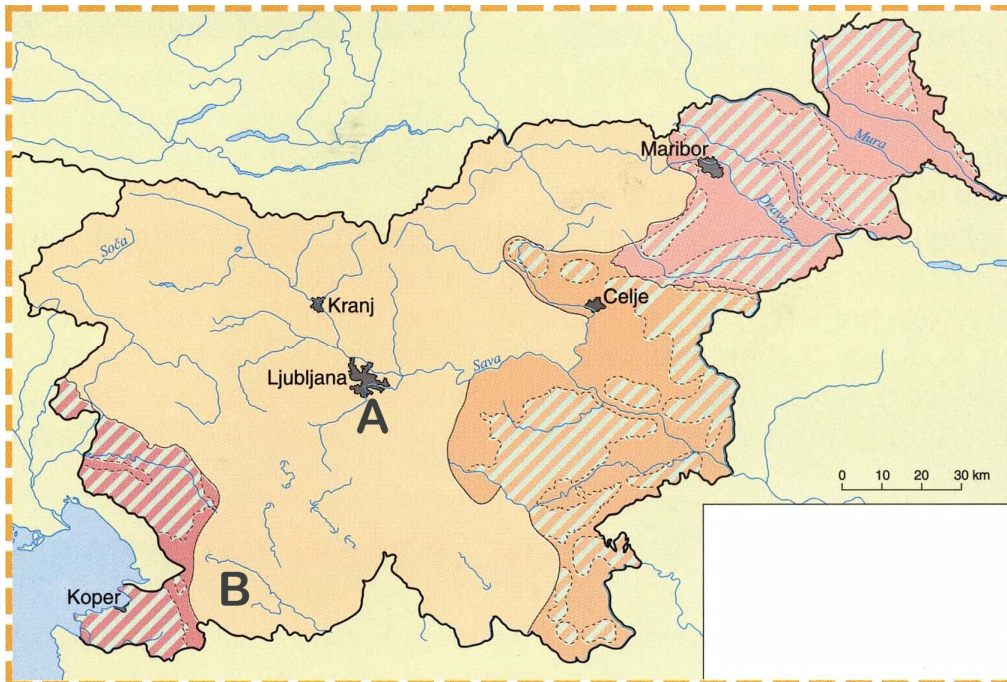 Mura
Maribor
Drava
Soča
Kranj
Celje
Sava
Ljubljana
A
0 10 20 30 km
B
Koper